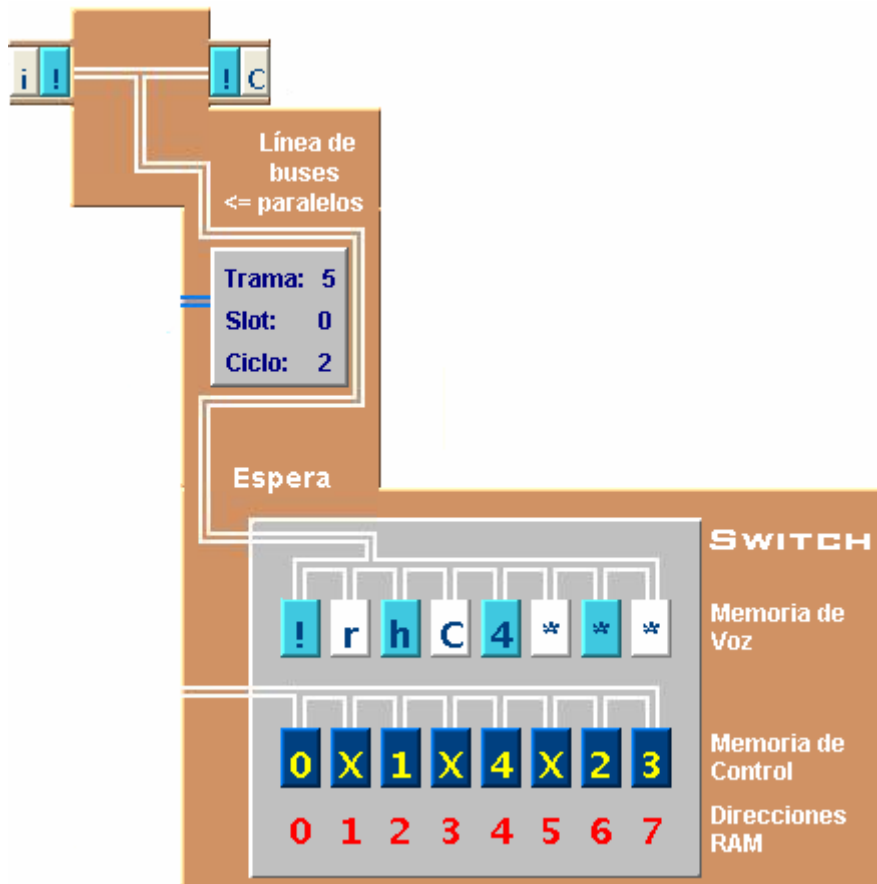 i ! ! C
Línea de
buses
<= paralelos
Trama: 5
Slot: 0
Ciclo: 2
Espera
SWITCH
! r h C 4 * * *
Memoria de
Voz
0 X 1 X 4 X 2 3
Memoria de
Control
0 1 2 3 4 5 6 7
Direcciones
RAM